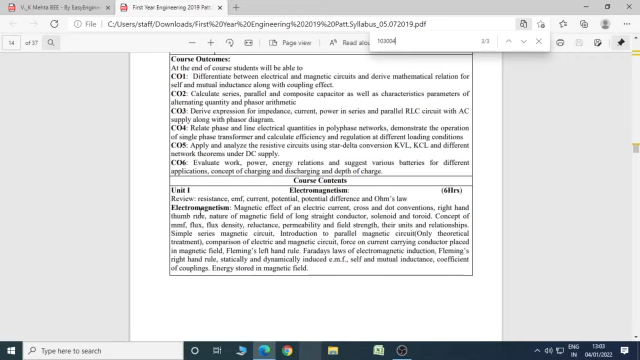 V._K Mehta BEE - By EasyEngine
First Year Engineering 2019 Patt
C:/Users/staff/Downloads/First%20Year%20Engineering%202019%20Patt.Syllabus_05.072019.pdf
14 of 37
Page view
Read aloud
103004
3/3
Course Outcomes:
At the end of course students will be able to
CO1: Differentiate between electrical and magnetic circuits and derive mathematical relation for
self and mutual inductance along with coupling effect.
CO2: Calculate series, parallel and composite capacitor as well as characteristics parameters of
alternating quantity and phasor arithmetic
CO3: Derive expression for impedance, current, power in series and parallel RLC circuit with AC
supply along with phasor diagram.
CO4: Relate phase and line electrical quantities in polyphase networks, demonstrate the operation
of single phase transformer and calculate efficiency and regulation at different loading conditions
CO5: Apply and analyze the resistive circuits using star-delta conversion KVL, KCL and different
network theorems under DC supply.
CO6: Evaluate work, power, energy relations and suggest various batteries for different
applications, concept of charging and discharging and depth of charge.
Course Contents
Unit I Electromagnetism: (6Hrs)
Review: resistance, emf, current, potential, potential difference and Ohm's law
Electromagnetism: Magnetic effect of an electric current, cross and dot conventions, right hand
thumb rule, nature of magnetic field of long straight conductor, solenoid and toroid. Concept of
mmf, flux, flux density, reluctance, permeability and field strength, their units and relationships.
Simple series magnetic circuit, Introduction to parallel magnetic circuit(Only theoretical
treatment), comparison of electric and magnetic circuit, force on current carrying conductor placed
in magnetic field, Fleming's left hand rule. Faradays laws of electromagnetic induction, Fleming's
right hand rule, statically and dynamically induced e.m.f., self and mutual inductance, coefficient
of couplings. Energy stored in magnetic field.
Type here to search
ENG
IN
13:03
04/01/2022